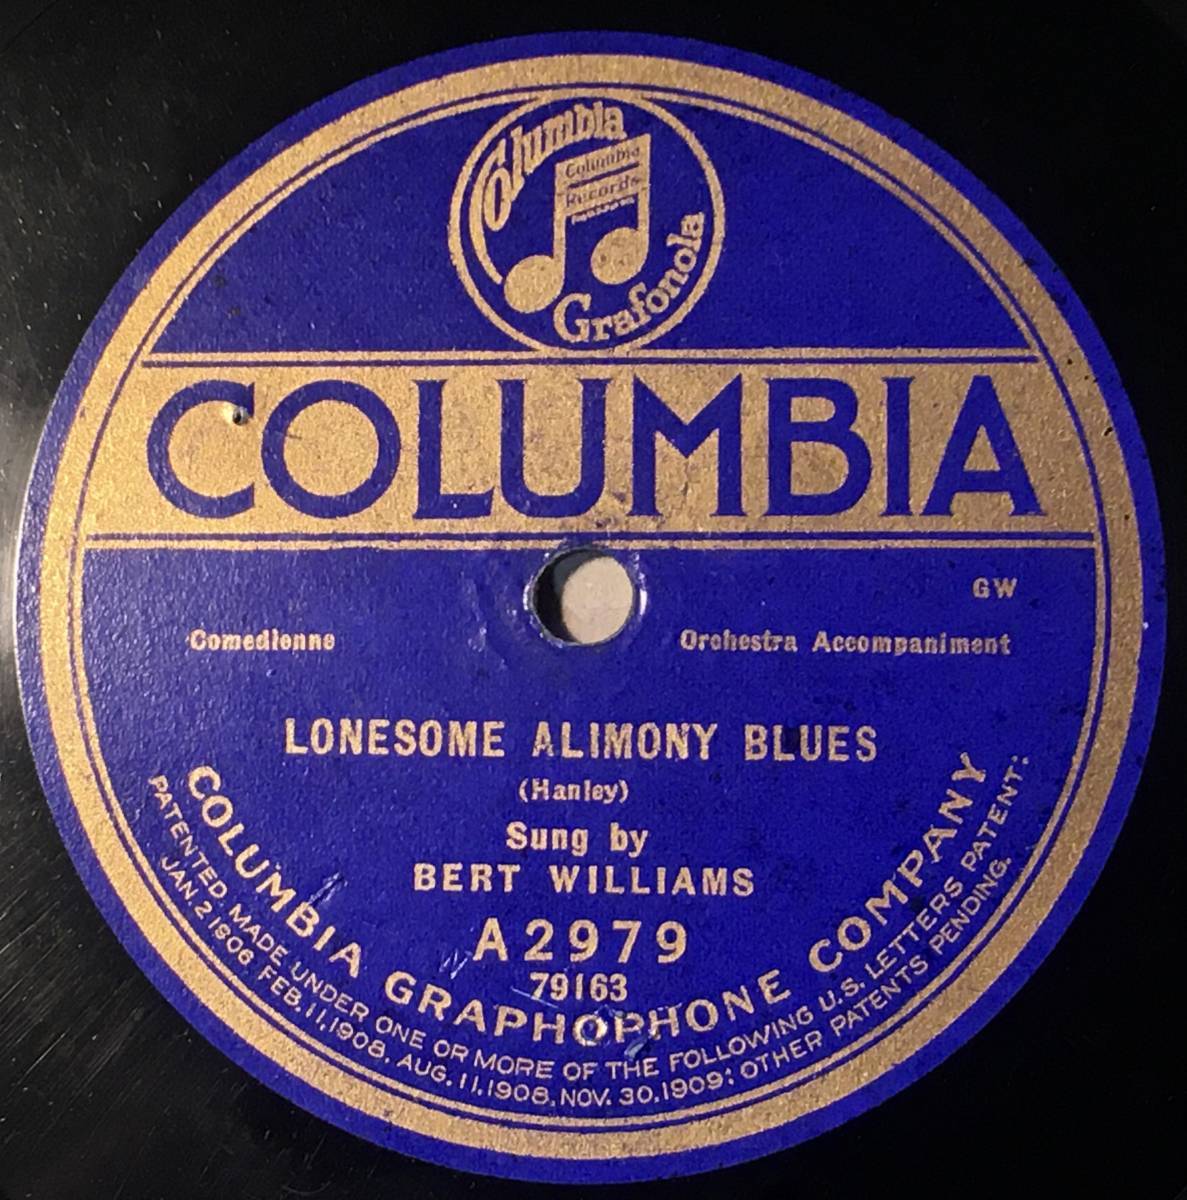 Columbia
Columbia
Records
Grafonola
COLUMBIA
GW
Comedienne
Orchestra Accompaniment
LONESOME ALIMONY BLUES
(Hanley)
Sung by
BERT WILLIAMS
A2979
79163
COLUMBIA GRAPHOPHONE COMPANY
PATENTED. MADE UNDER ONE OR MORE OF THE FOLLOWING U.S. LETTERS PATENT:
JAN. 21 1906, FEB. 11, 1908, AUG. 11, 1908, NOV. 30, 1909: OTHER PATENTS PENDING.